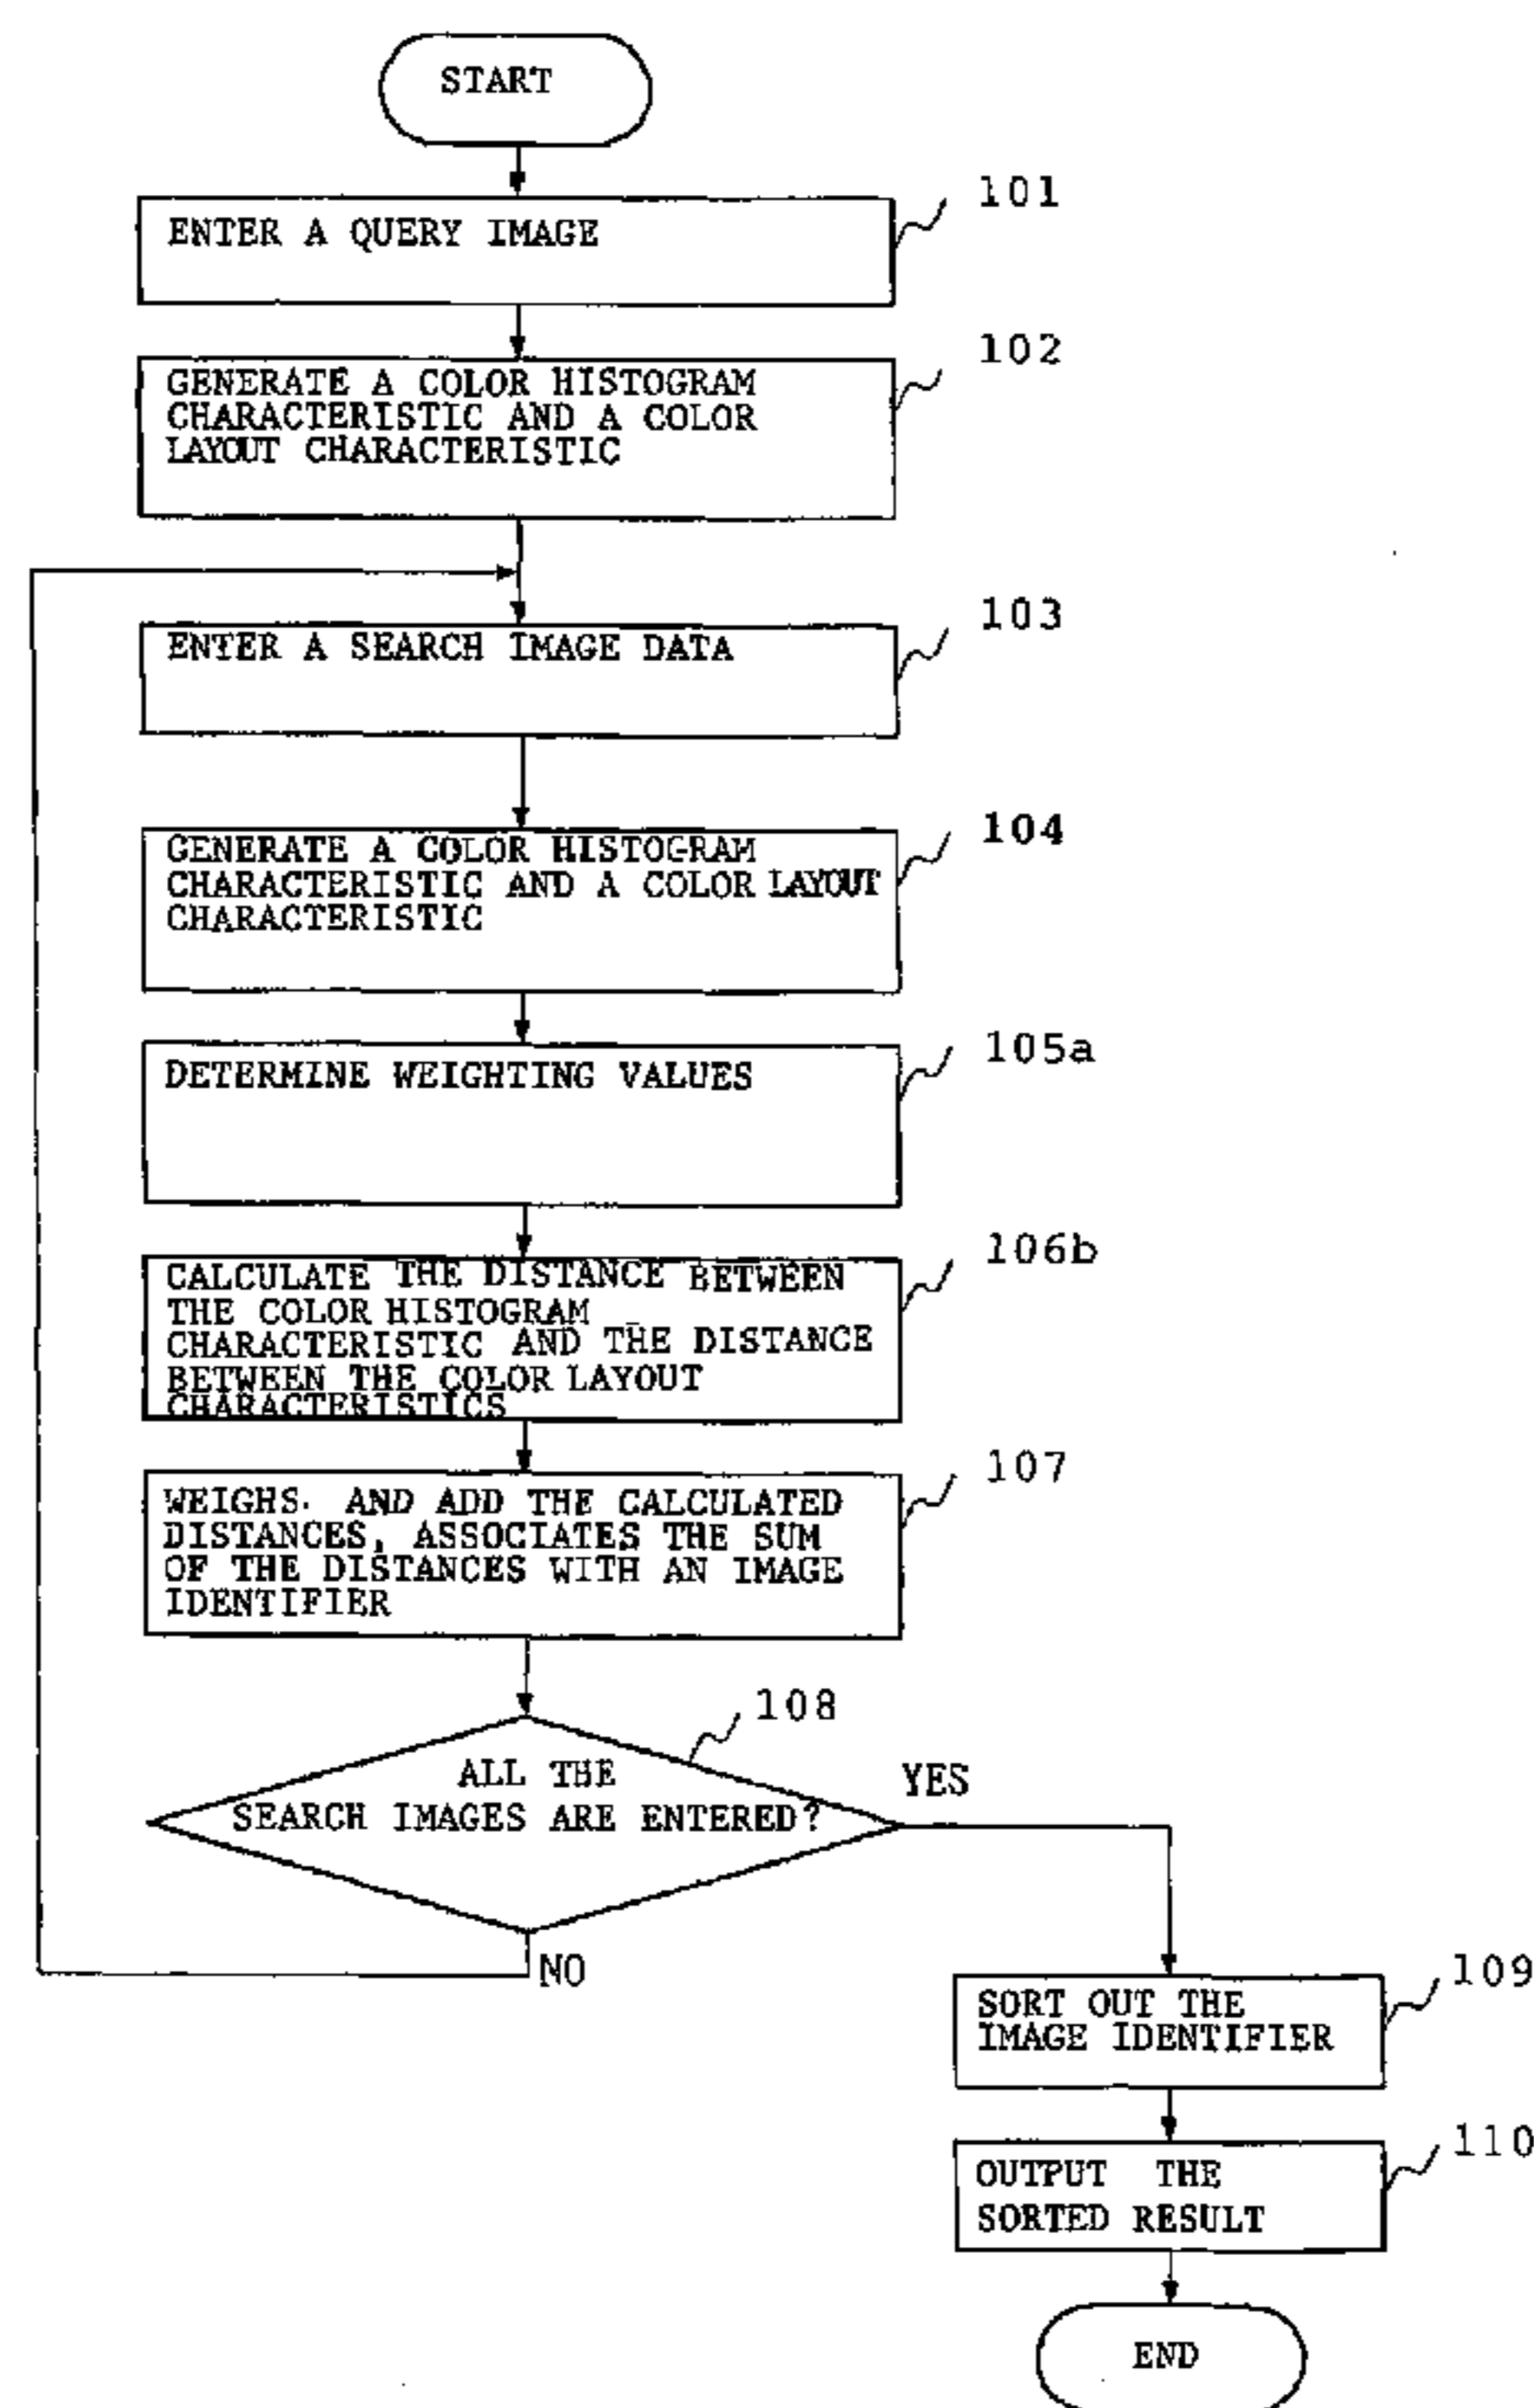 START
101
ENTER A QUERY IMAGE
102
GENERATE A COLOR HISTOGRAM
CHARACTERISTIC AND A COLOR
LAYOUT CHARACTERISTIC
103
ENTER A SEARCH IMAGE DATA
104
GENERATE A COLOR HISTOGRAM
CHARACTERISTIC AND A COLOR LAYOUT
CHARACTERISTIC
105a
DETERMINE WEIGHTING VALUES
106b
CALCULATE THE DISTANCE BETWEEN
THE COLOR HISTOGRAM
CHARACTERISTIC AND THE DISTANCE
BETWEEN THE COLOR LAYOUT
CHARACTERISTICS
107
WEIGHS. AND ADD THE CALCULATED
DISTANCES, ASSOCIATES THE SUM
OF THE DISTANCES WITH AN IMAGE
IDENTIFIER
108
ALL THE
SEARCH IMAGES ARE ENTERED?
YES
NO
109
SORT OUT THE
IMAGE IDENTIFIER
110
OUTPUT THE
SORTED RESULT
END